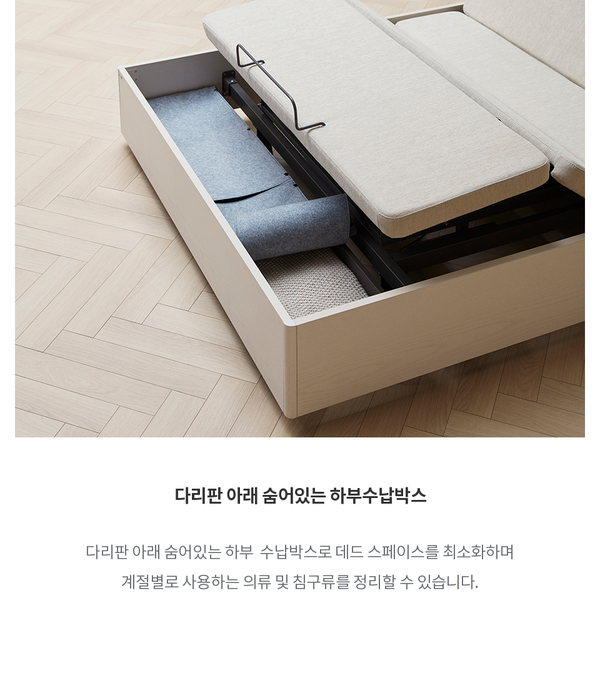 다리판 아래 숨어있는 하부수납박스
다리판 아래 숨어있는 하부 수납박스로 데드 스페이스를 최소화하며
계절별로 사용하는 의류 및 침구류를 정리할 수 있습니다.